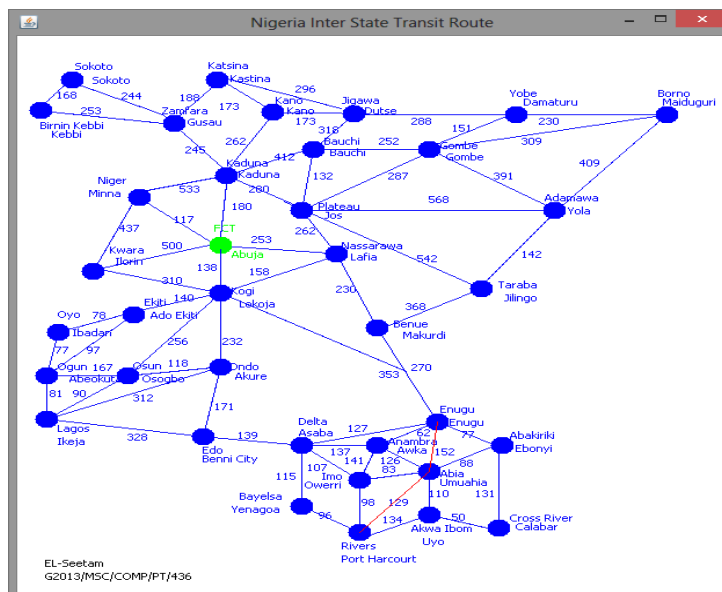 Nigeria Inter State Transit Route
Sokoto
Sokoto
168
244
253
Birnin Kebbi
Kebbi
Katsina
Kastina
188
173
296
Zamfara
Gusau
Kano
Kano
173
262
245
Jigawa
Dutse
318
288
Yobe
Damaturu
151
230
Borno
Maiduguri
309
409
Bauchi
Bauchi
412
252
132
Gombe
Gombe
287
391
Kaduna
Kaduna
280
533
180
Niger
Minna
117
437
Plateau
Jos
262
568
542
Adamawa
Yola
142
FCT
Abuja
500
253
138
158
Kwara
Ilorin
310
Nassarawa
Lafia
230
Taraba
Jilingo
368
Kogi
Lokoja
140
256
232
Ekiti
Ado Ekiti
Oyo
78
Ibadan
77
97
Benue
Makurdi
270
353
Ogun
167
Abeokut
81
90
Osun
118
Osogbo
Ondo
Akure
312
171
Lagos
Ikeja
328
Edo
Benni City
139
Delta
Asaba
127
137
107
115
Enugu
Enugu
62
77
152
Abakiriki
Ebonyi
131
Anambra
Awka
141
126
83
88
Imo
Owerri
98
129
Abia
Umuahia
110
Bayelsa
Yenagoa
96
134
50
Rivers
Port Harcourt
Akwa Ibom
Uyo
Cross River
Calabar
EL-Seetam
G2013/MSC/COMP/PT/436